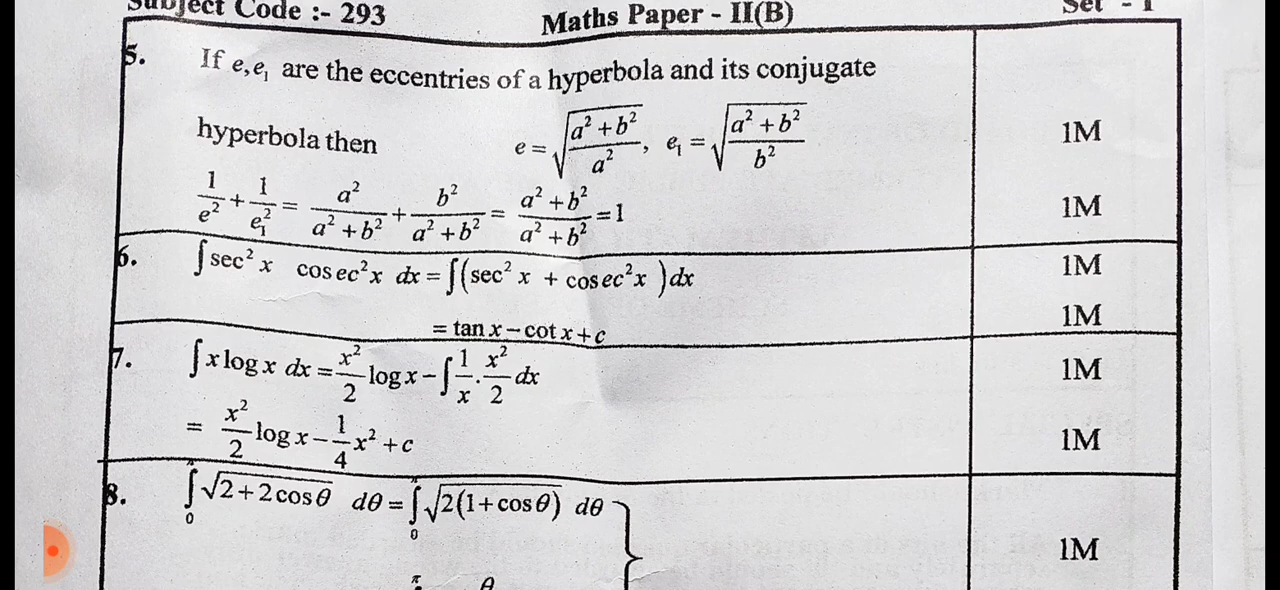 Subject Code :- 293 Maths Paper - II(B) Set - 1
5. If e,e₁ are the eccentries of a hyperbola and its conjugate
hyperbola then e = √((a² + b²)/a²), e₁ = √((a² + b²)/b²) 1M
1/e² + 1/e₁² = a²/(a² + b²) + b²/(a² + b²) = (a² + b²)/(a² + b²) = 1 1M
6. ∫ sec² x cosec²x dx = ∫(sec² x + cosec²x )dx 1M
= tan x – cot x + c 1M
7. ∫ x log x dx = x²/2 log x – ∫ 1/x . x²/2 dx 1M
= x²/2 log x – 1/4 x² + c 1M
8. ∫₀^π √(2+2cosθ) dθ = ∫₀^π √(2(1+cosθ)) dθ }
1M
π θ